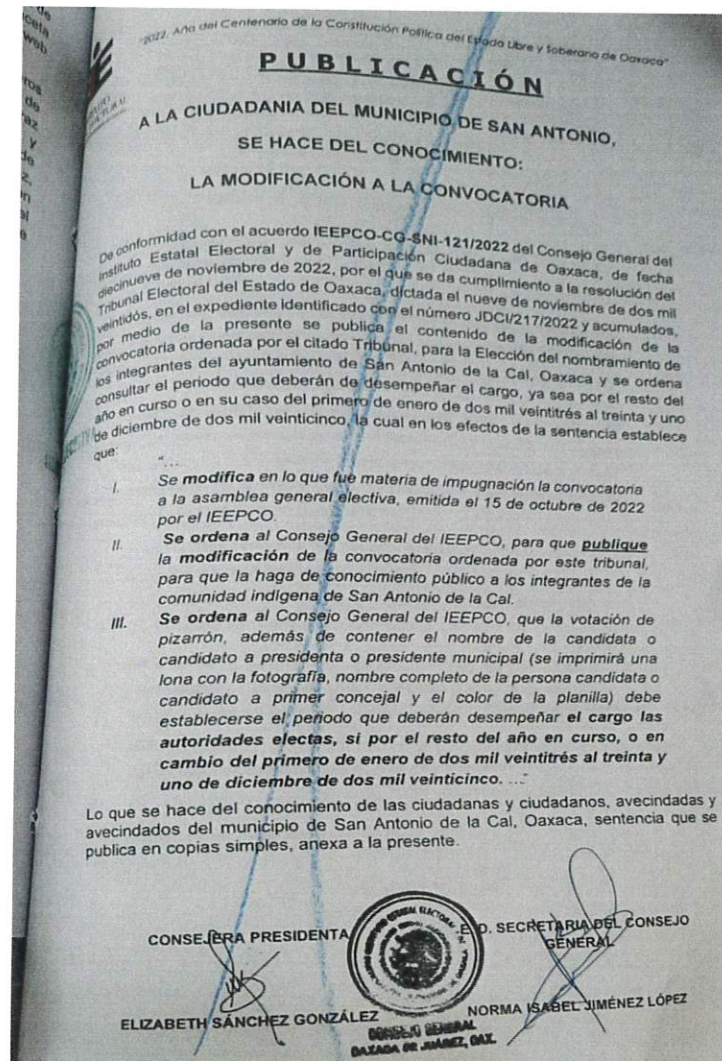 "2022, Año del Centenario de la Constitución Política del Estado Libre y Soberano de Oaxaca"
PUBLICACIÓN
A LA CIUDADANIA DEL MUNICIPIO DE SAN ANTONIO,
SE HACE DEL CONOCIMIENTO:
LA MODIFICACIÓN A LA CONVOCATORIA
De conformidad con el acuerdo IEEPCO-CG-SNI-121/2022 del Consejo General del
Instituto Estatal Electoral y de Participación Ciudadana de Oaxaca, de fecha
diecinueve de noviembre de 2022, por el que se da cumplimiento a la resolución del
Tribunal Electoral del Estado de Oaxaca, dictada el nueve de noviembre de dos mil
veintidós, en el expediente identificado con el número JDCI/217/2022 y acumulados,
por medio de la presente se publica el contenido de la modificación de la
convocatoria ordenada por el citado Tribunal, para la Elección del nombramiento de
los integrantes del ayuntamiento de San Antonio de la Cal, Oaxaca y se ordena
consultar el periodo que deberán de desempeñar el cargo, ya sea por el resto del
año en curso o en su caso del primero de enero de dos mil veintitrés al treinta y uno
de diciembre de dos mil veinticinco, la cual en los efectos de la sentencia establece
que:
"...
I. Se modifica en lo que fue materia de impugnación la convocatoria
a la asamblea general electiva, emitida el 15 de octubre de 2022
por el IEEPCO.
II. Se ordena al Consejo General del IEEPCO, para que publique
la modificación de la convocatoria ordenada por este tribunal,
para que la haga de conocimiento público a los integrantes de la
comunidad indígena de San Antonio de la Cal.
III. Se ordena al Consejo General del IEEPCO, que la votación de
pizarrón, además de contener el nombre de la candidata o
candidato a presidenta o presidente municipal (se imprimirá una
lona con la fotografía, nombre completo de la persona candidata o
candidato a primer concejal y el color de la planilla) debe
establecerse el periodo que deberán desempeñar el cargo las
autoridades electas, si por el resto del año en curso, o en
cambio del primero de enero de dos mil veintitrés al treinta y
uno de diciembre de dos mil veinticinco. ..."
Lo que se hace del conocimiento de las ciudadanas y ciudadanos, avecindadas y
avecindados del municipio de San Antonio de la Cal, Oaxaca, sentencia que se
publica en copias simples, anexa a la presente.
CONSEJERA PRESIDENTA
E. D. SECRETARIA DEL CONSEJO
GENERAL
ELIZABETH SÁNCHEZ GONZÁLEZ
NORMA ISABEL JIMÉNEZ LÓPEZ
CONSEJO GENERAL
OAXACA DE JUÁREZ, OAX.